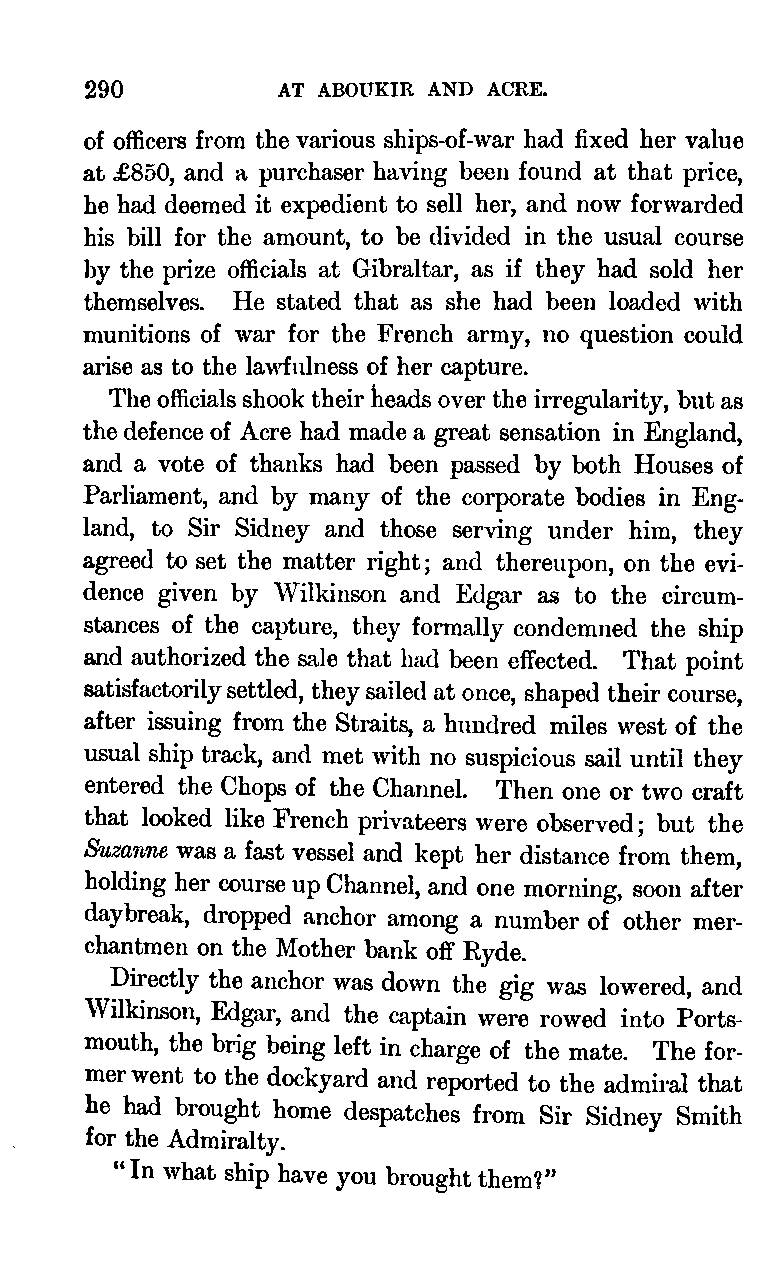 290 AT ABOUKIR AND ACRE.
of officers from the various ships-of-war had fixed her value
at £850, and a purchaser having been found at that price,
he had deemed it expedient to sell her, and now forwarded
his bill for the amount, to be divided in the usual course
by the prize officials at Gibraltar, as if they had sold her
themselves. He stated that as she had been loaded with
munitions of war for the French army, no question could
arise as to the lawfulness of her capture.
The officials shook their heads over the irregularity, but as
the defence of Acre had made a great sensation in England,
and a vote of thanks had been passed by both Houses of
Parliament, and by many of the corporate bodies in Eng-
land, to Sir Sidney and those serving under him, they
agreed to set the matter right; and thereupon, on the evi-
dence given by Wilkinson and Edgar as to the circum-
stances of the capture, they formally condemned the ship
and authorized the sale that had been effected. That point
satisfactorily settled, they sailed at once, shaped their course,
after issuing from the Straits, a hundred miles west of the
usual ship track, and met with no suspicious sail until they
entered the Chops of the Channel. Then one or two craft
that looked like French privateers were observed; but the
Suzanne was a fast vessel and kept her distance from them,
holding her course up Channel, and one morning, soon after
daybreak, dropped anchor among a number of other mer-
chantmen on the Mother bank off Ryde.
Directly the anchor was down the gig was lowered, and
Wilkinson, Edgar, and the captain were rowed into Ports-
mouth, the brig being left in charge of the mate. The for-
mer went to the dockyard and reported to the admiral that
he had brought home despatches from Sir Sidney Smith
for the Admiralty.
"In what ship have you brought them?"